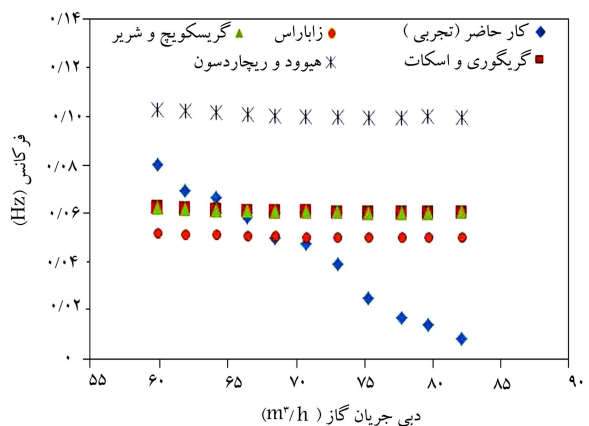 کار حاضر (تجربی) زاباراس گریسکویچ و شریر
گریگوری و اسکات هیوود و ریچاردسون
۰/۱۴
۰/۱۲
۰/۱۰
۰/۰۸
۰/۰۶
۰/۰۴
۰/۰۲
۰
فرکانس (Hz)
۵۵ ۶۰ ۶۵ ۷۰ ۷۵ ۸۰ ۸۵ ۹۰
دبی جریان گاز (m³/h)